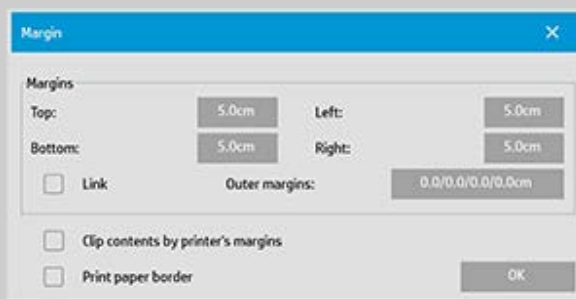 Margin
Margins
Top: 5.0cm Left: 5.0cm
Bottom: 5.0cm Right: 5.0cm
Link Outer margins: 0.0/0.0/0.0/0.0cm
Clip contents by printer's margins
Print paper border OK